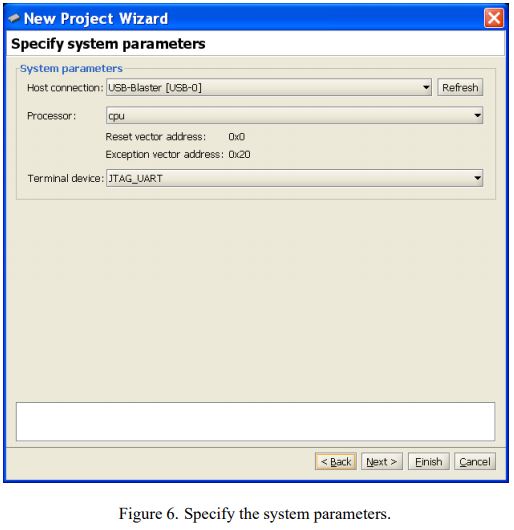 New Project Wizard
Specify system parameters
System parameters
Host connection: USB-Blaster [USB-0] Refresh
Processor: cpu
Reset vector address: 0x0
Exception vector address: 0x20
Terminal device: JTAG_UART
< Back Next > Finish Cancel
Figure 6. Specify the system parameters.